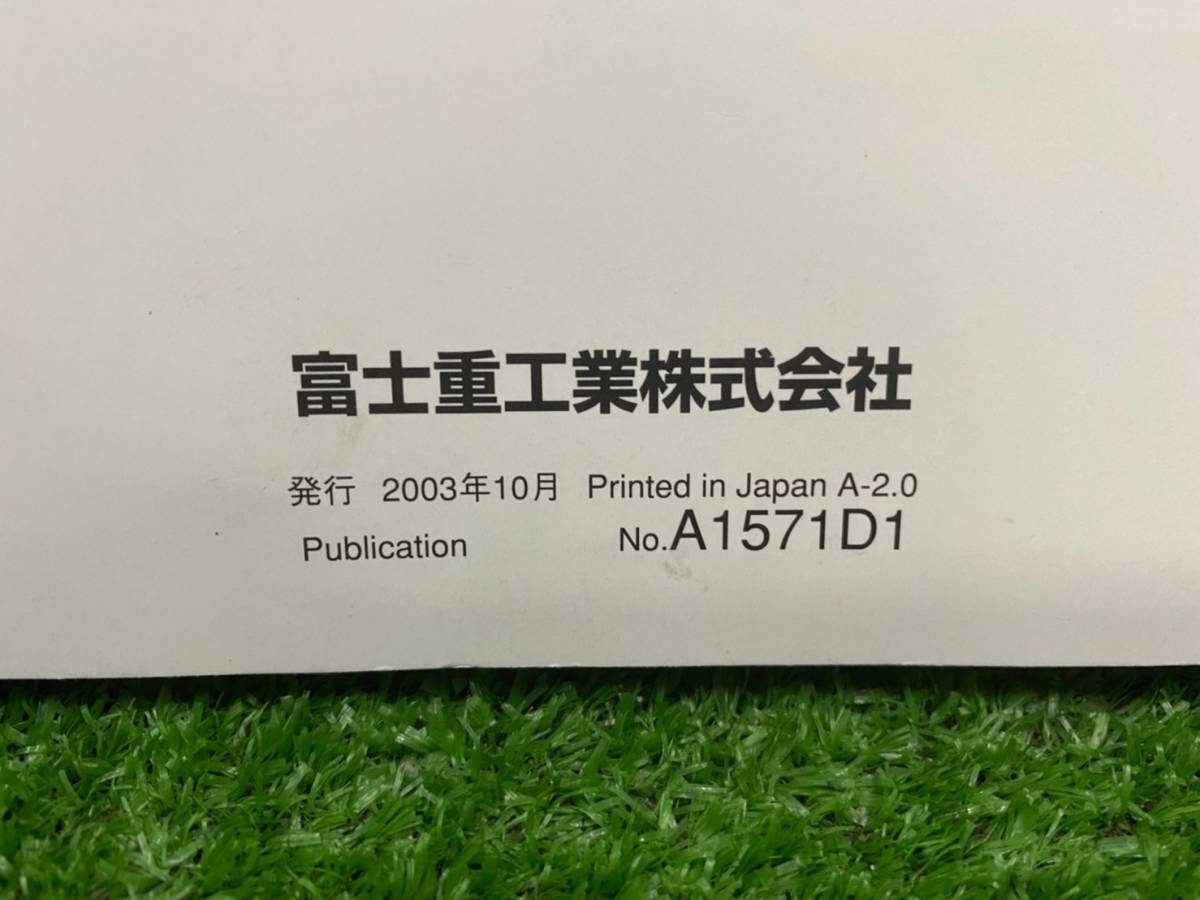 富士重工業株式会社
発行 2003年10月 Printed in Japan A-2.0
Publication No.A1571D1